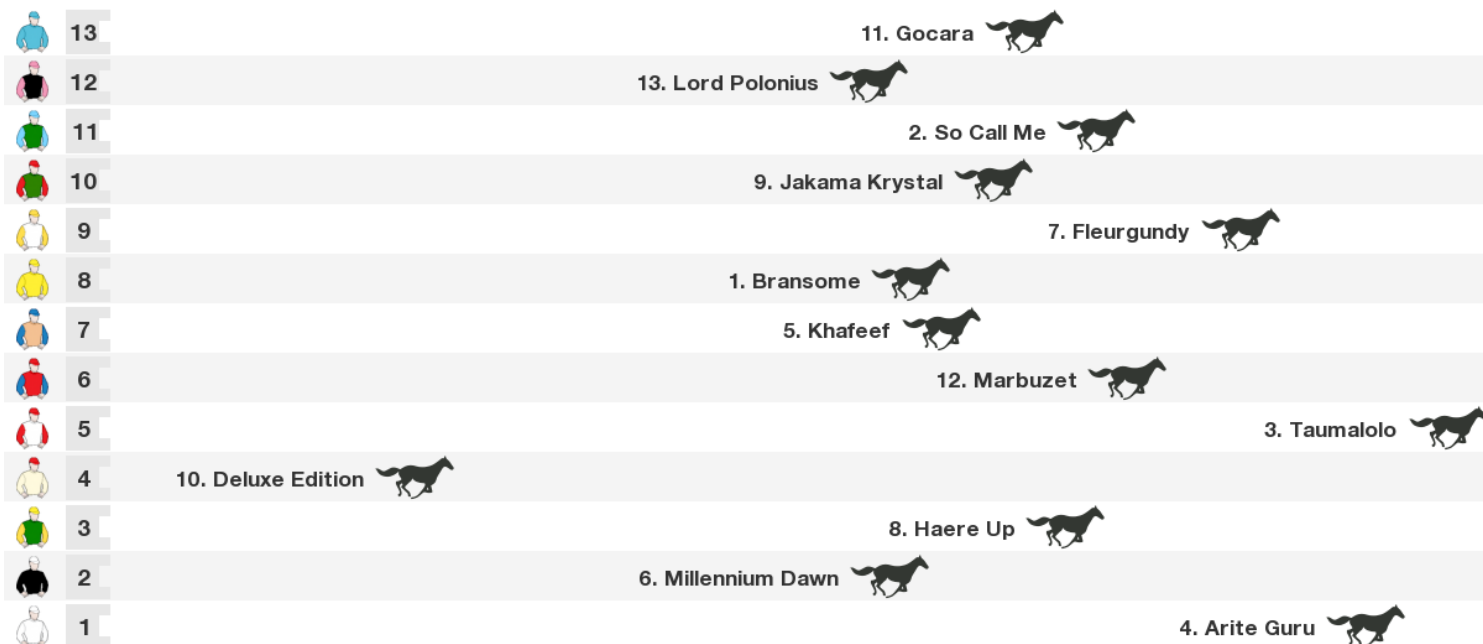 13 11. Gocara
12 13. Lord Polonius
11 2. So Call Me
10 9. Jakama Krystal
9 7. Fleurgundy
8 1. Bransome
7 5. Khafeef
6 12. Marbuzet
5 3. Taumalolo
4 10. Deluxe Edition
3 8. Haere Up
2 6. Millennium Dawn
1 4. Arite Guru